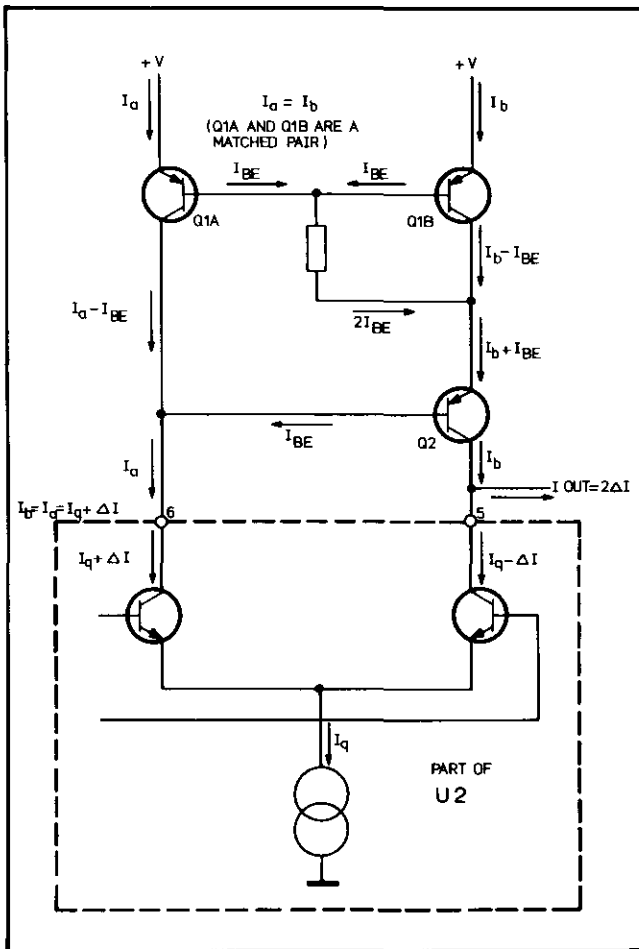 +V
+V
Ia
Ia = Ib
Ib
(Q1A AND Q1B ARE A
MATCHED PAIR)
IBE
IBE
Q1A
Q1B
Ib-IBE
Ia-IBE
2IBE
Ib+IBE
IBE
Q2
Ia
Ib
I OUT=2ΔI
Ib=Ia=Iq+ΔI
6
5
Iq+ΔI
Iq-ΔI
Iq
PART OF
U2